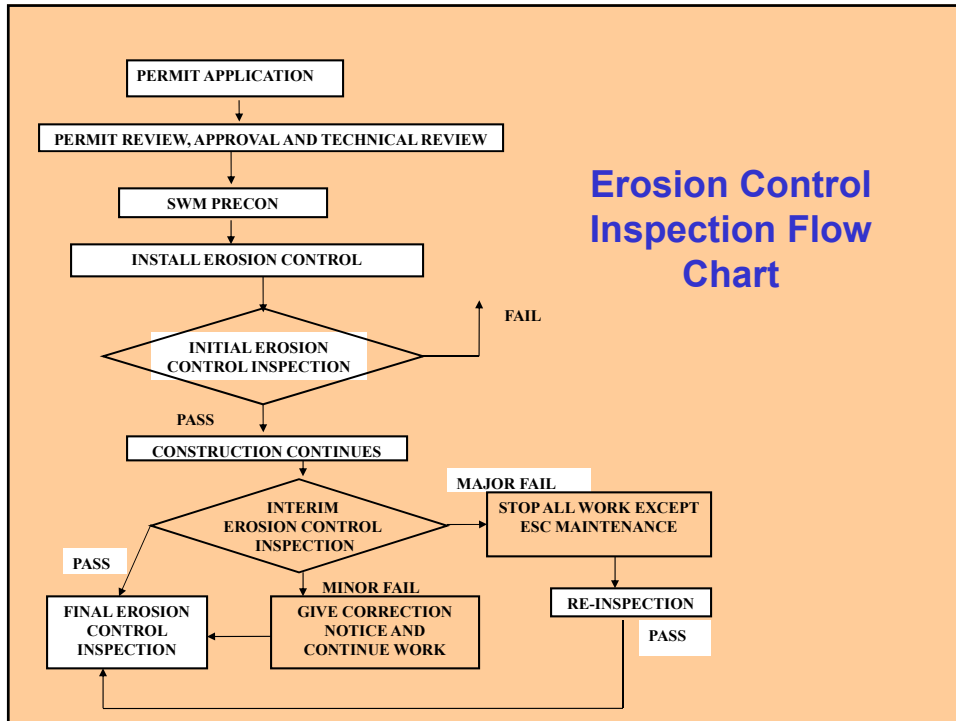 PERMIT APPLICATION
PERMIT REVIEW, APPROVAL AND TECHNICAL REVIEW
SWM PRECON
INSTALL EROSION CONTROL
Erosion Control
Inspection Flow
Chart
FAIL
INITIAL EROSION
CONTROL INSPECTION
PASS
CONSTRUCTION CONTINUES
INTERIM
EROSION CONTROL
INSPECTION
MAJOR FAIL
STOP ALL WORK EXCEPT
ESC MAINTENANCE
PASS
MINOR FAIL
RE-INSPECTION
PASS
FINAL EROSION
CONTROL
INSPECTION
GIVE CORRECTION
NOTICE AND
CONTINUE WORK